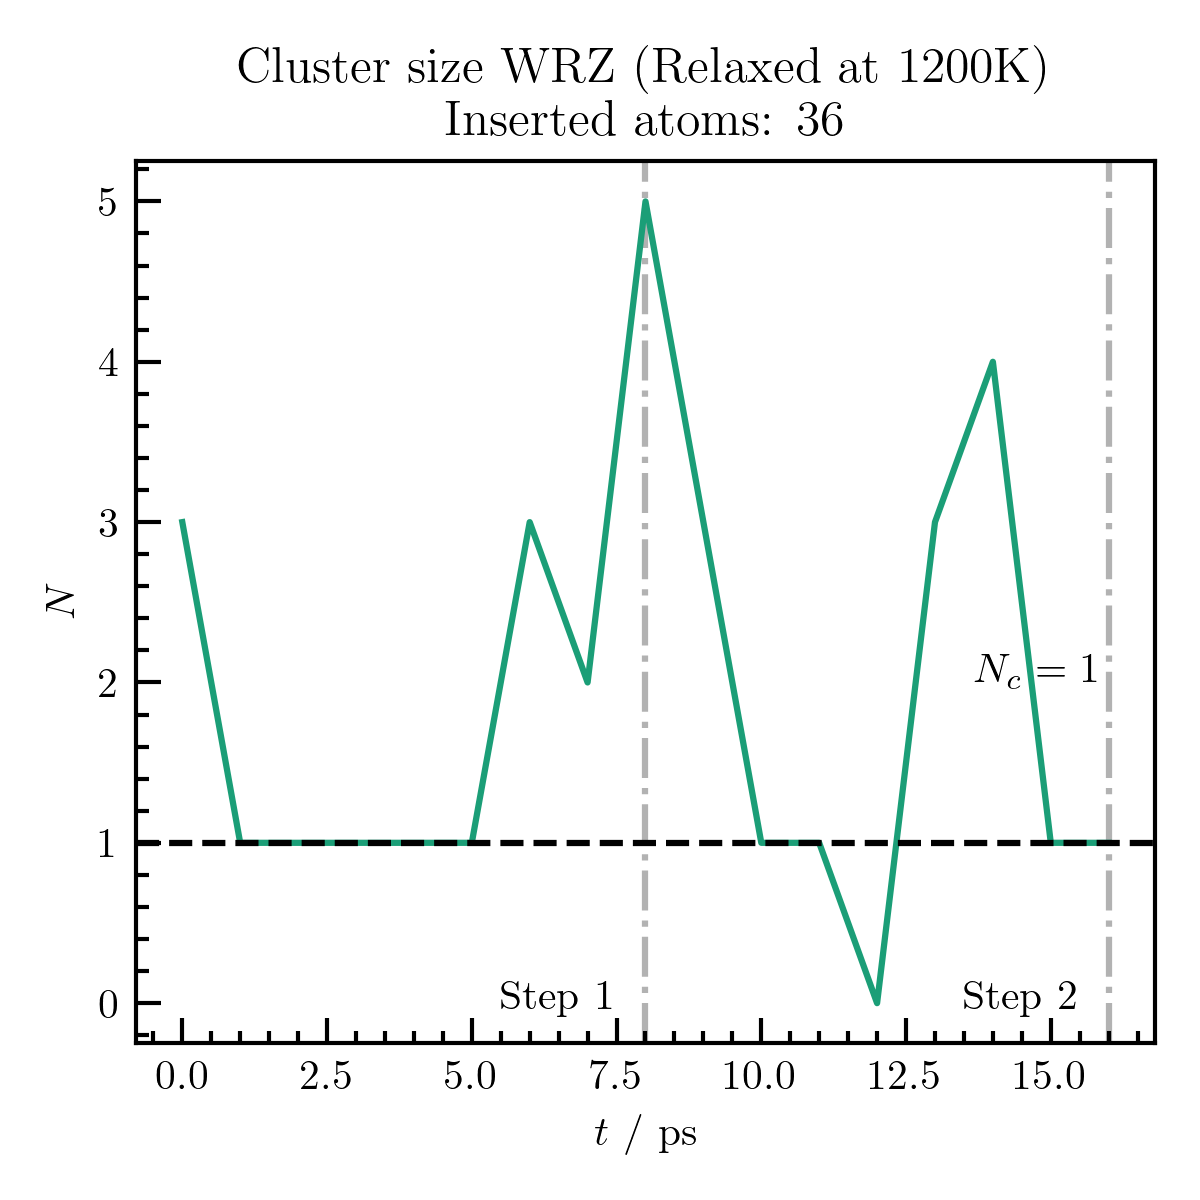 Cluster size WRZ (Relaxed at 1200K)
Inserted atoms: 36
5
4
3
2
1
0
N
N_c = 1
Step 1
Step 2
0.0 2.5 5.0 7.5 10.0 12.5 15.0
t / ps